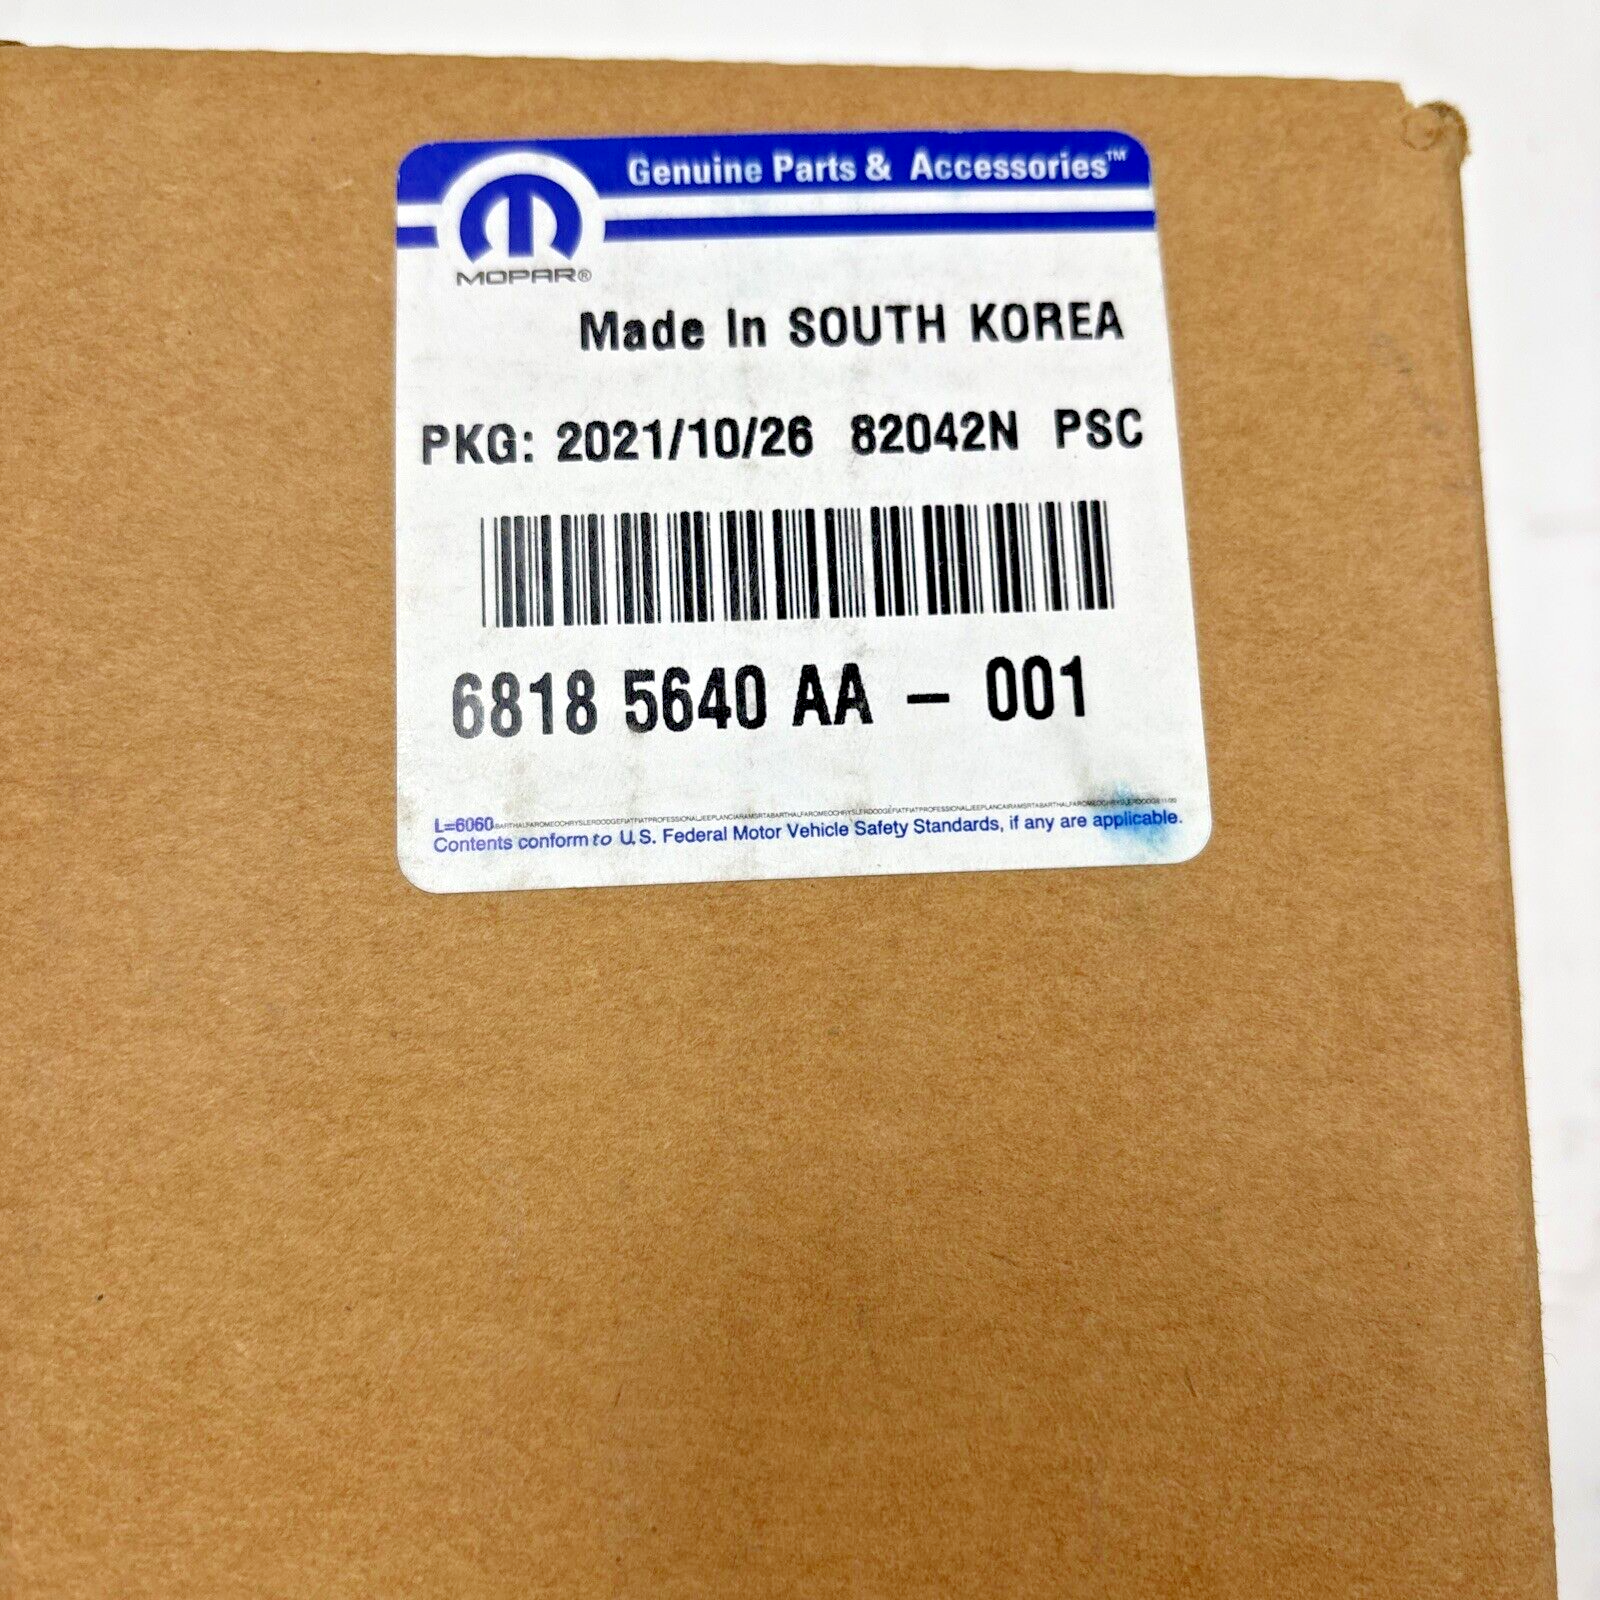 Genuine Parts & Accessories™
MOPAR®
Made In SOUTH KOREA
PKG: 2021/10/26 82042N PSC
6818 5640 AA – 001
L=6060
Contents conform to U.S. Federal Motor Vehicle Safety Standards, if any are applicable.